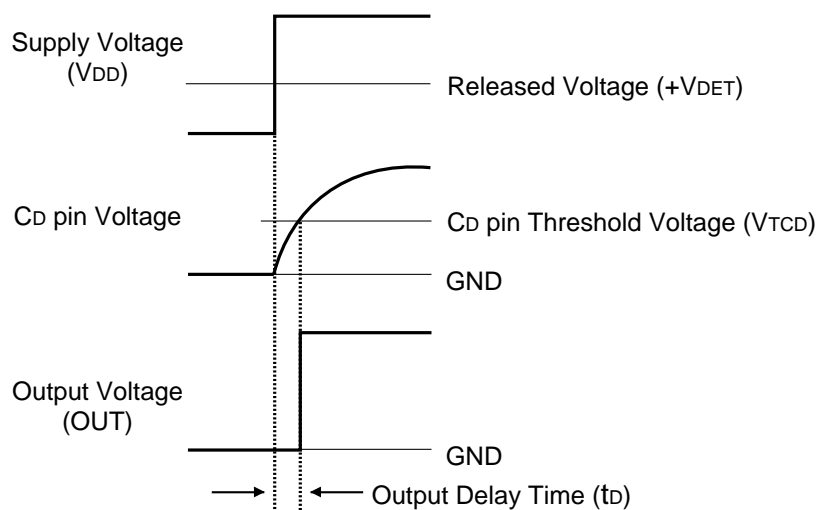 Supply Voltage
(VDD)
Released Voltage (+VDET)
CD pin Voltage
CD pin Threshold Voltage (VTCD)
GND
Output Voltage
(OUT)
GND
Output Delay Time (tD)